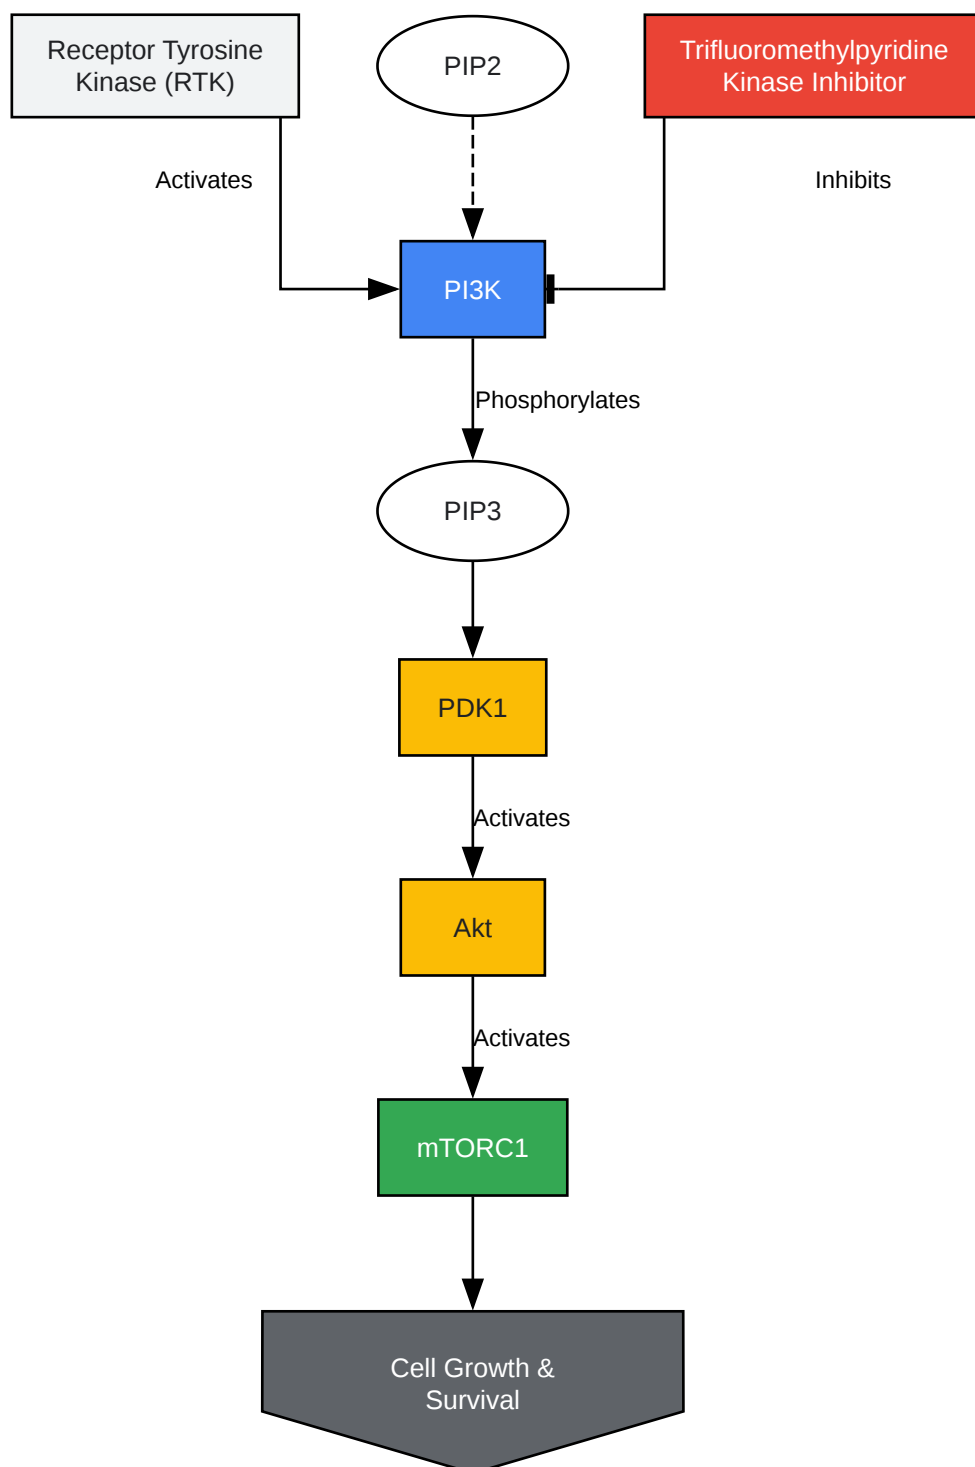 Receptor Tyrosine
Kinase (RTK)
PIP2
Trifluoromethylpyridine
Kinase Inhibitor
Activates
Inhibits
PI3K
Phosphorylates
PIP3
PDK1
Activates
Akt
Activates
mTORC1
Cell Growth &
Survival